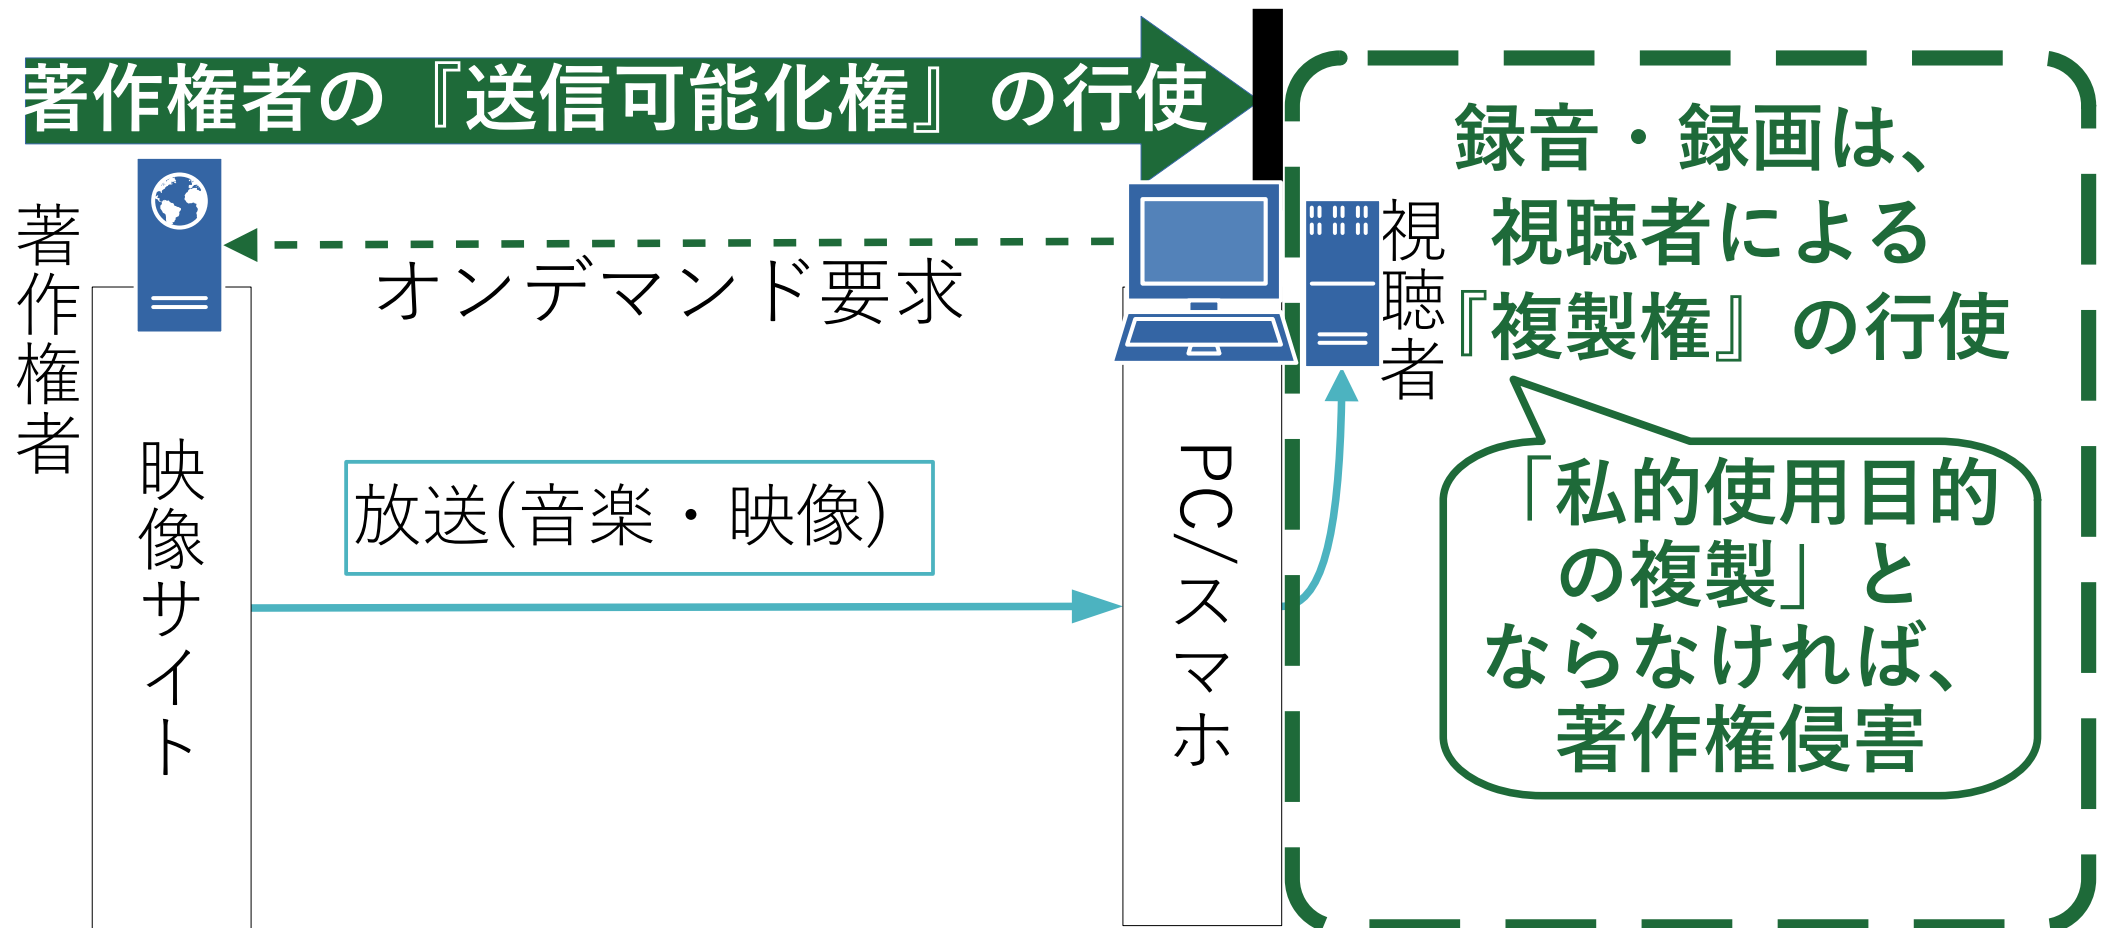 著作権者の『送信可能化権』の行使
録音・録画は、
視聴者による
『複製権』の行使
著作権者
オンデマンド要求
視聴者
映像サイト
放送(音楽・映像)
PC/スマホ
「私的使用目的
の複製」と
ならなければ、
著作権侵害